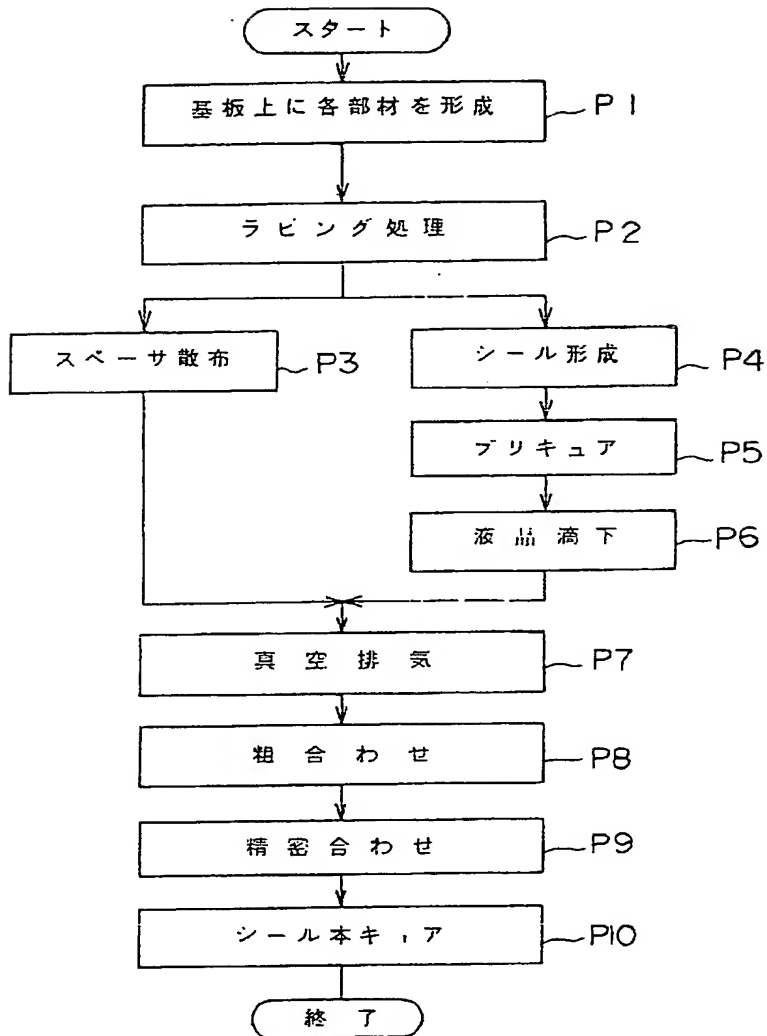 スタート
基板上に各部材を形成 P1
ラビング処理 P2
スペーサ散布 P3
シール形成 P4
プリキュア P5
液晶滴下 P6
真空排気 P7
粗合わせ P8
精密合わせ P9
シール本キュア P10
終了